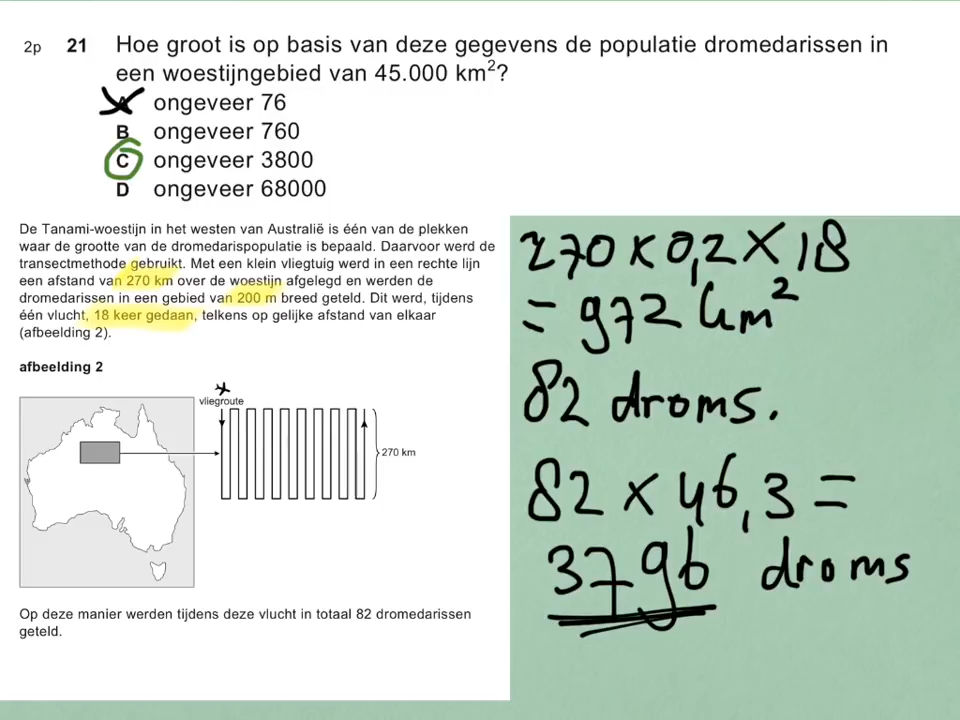 2p 21 Hoe groot is op basis van deze gegevens de populatie dromedarissen in
een woestijngebied van 45.000 km²?
A ongeveer 76
B ongeveer 760
C ongeveer 3800
D ongeveer 68000
De Tanami-woestijn in het westen van Australië is één van de plekken
waar de grootte van de dromedarispopulatie is bepaald. Daarvoor werd de
transectmethode gebruikt. Met een klein vliegtuig werd in een rechte lijn
een afstand van 270 km over de woestijn afgelegd en werden de
dromedarissen in een gebied van 200 m breed geteld. Dit werd, tijdens
één vlucht, 18 keer gedaan, telkens op gelijke afstand van elkaar
(afbeelding 2).
afbeelding 2
vliegroute
270 km
Op deze manier werden tijdens deze vlucht in totaal 82 dromedarissen
geteld.
270 x 0,2 x 18
= 972 km²
82 droms.
82 x 46,3 =
3796 droms